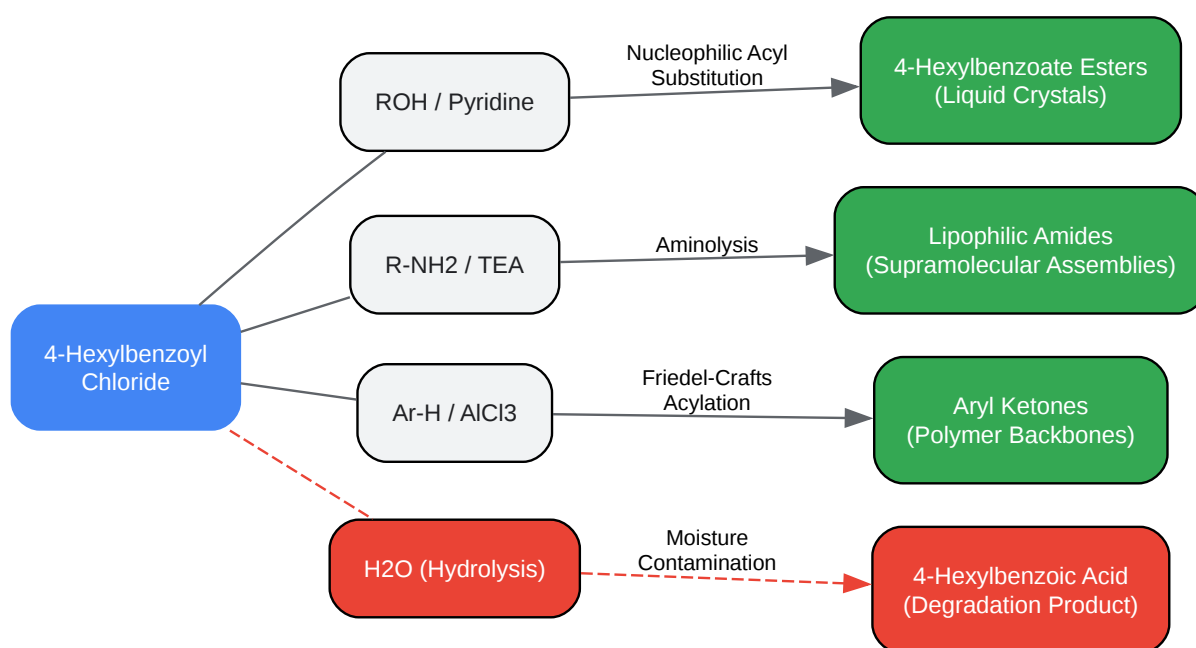 Nucleophilic Acyl
Substitution
ROH / Pyridine
4-Hexylbenzoate Esters
(Liquid Crystals)
R-NH2 / TEA
Aminolysis
Lipophilic Amides
(Supramolecular Assemblies)
4-Hexylbenzoyl
Chloride
Ar-H / AlCl3
Friedel-Crafts
Acylation
Aryl Ketones
(Polymer Backbones)
H2O (Hydrolysis)
Moisture
Contamination
4-Hexylbenzoic Acid
(Degradation Product)